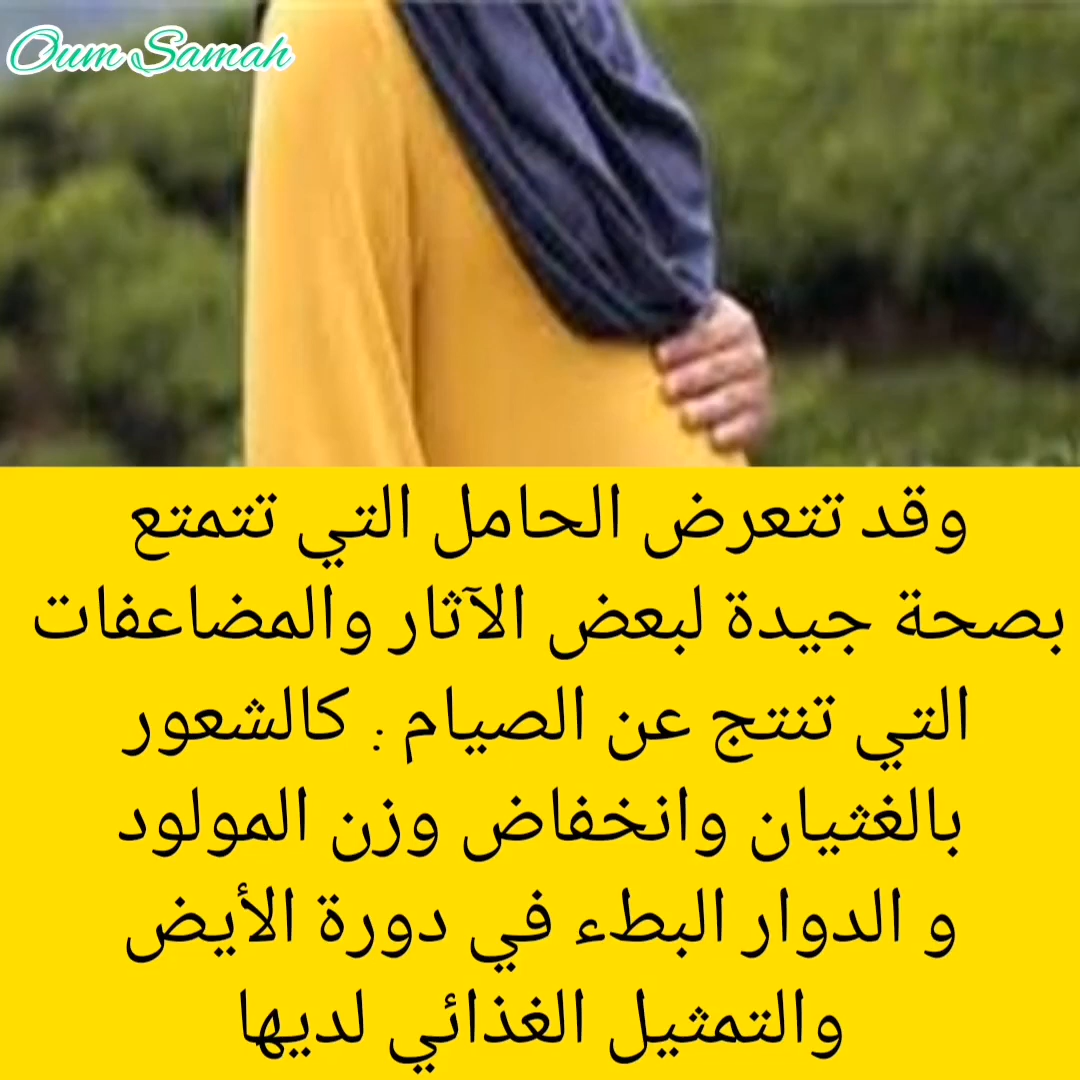 Oum Samah
وقد تتعرض الحامل التي تتمتع
بصحة جيدة لبعض الآثار والمضاعفات
التي تنتج عن الصيام : كالشعور
بالغثيان وانخفاض وزن المولود
و الدوار البطء في دورة الأيض
والتمثيل الغذائي لديها